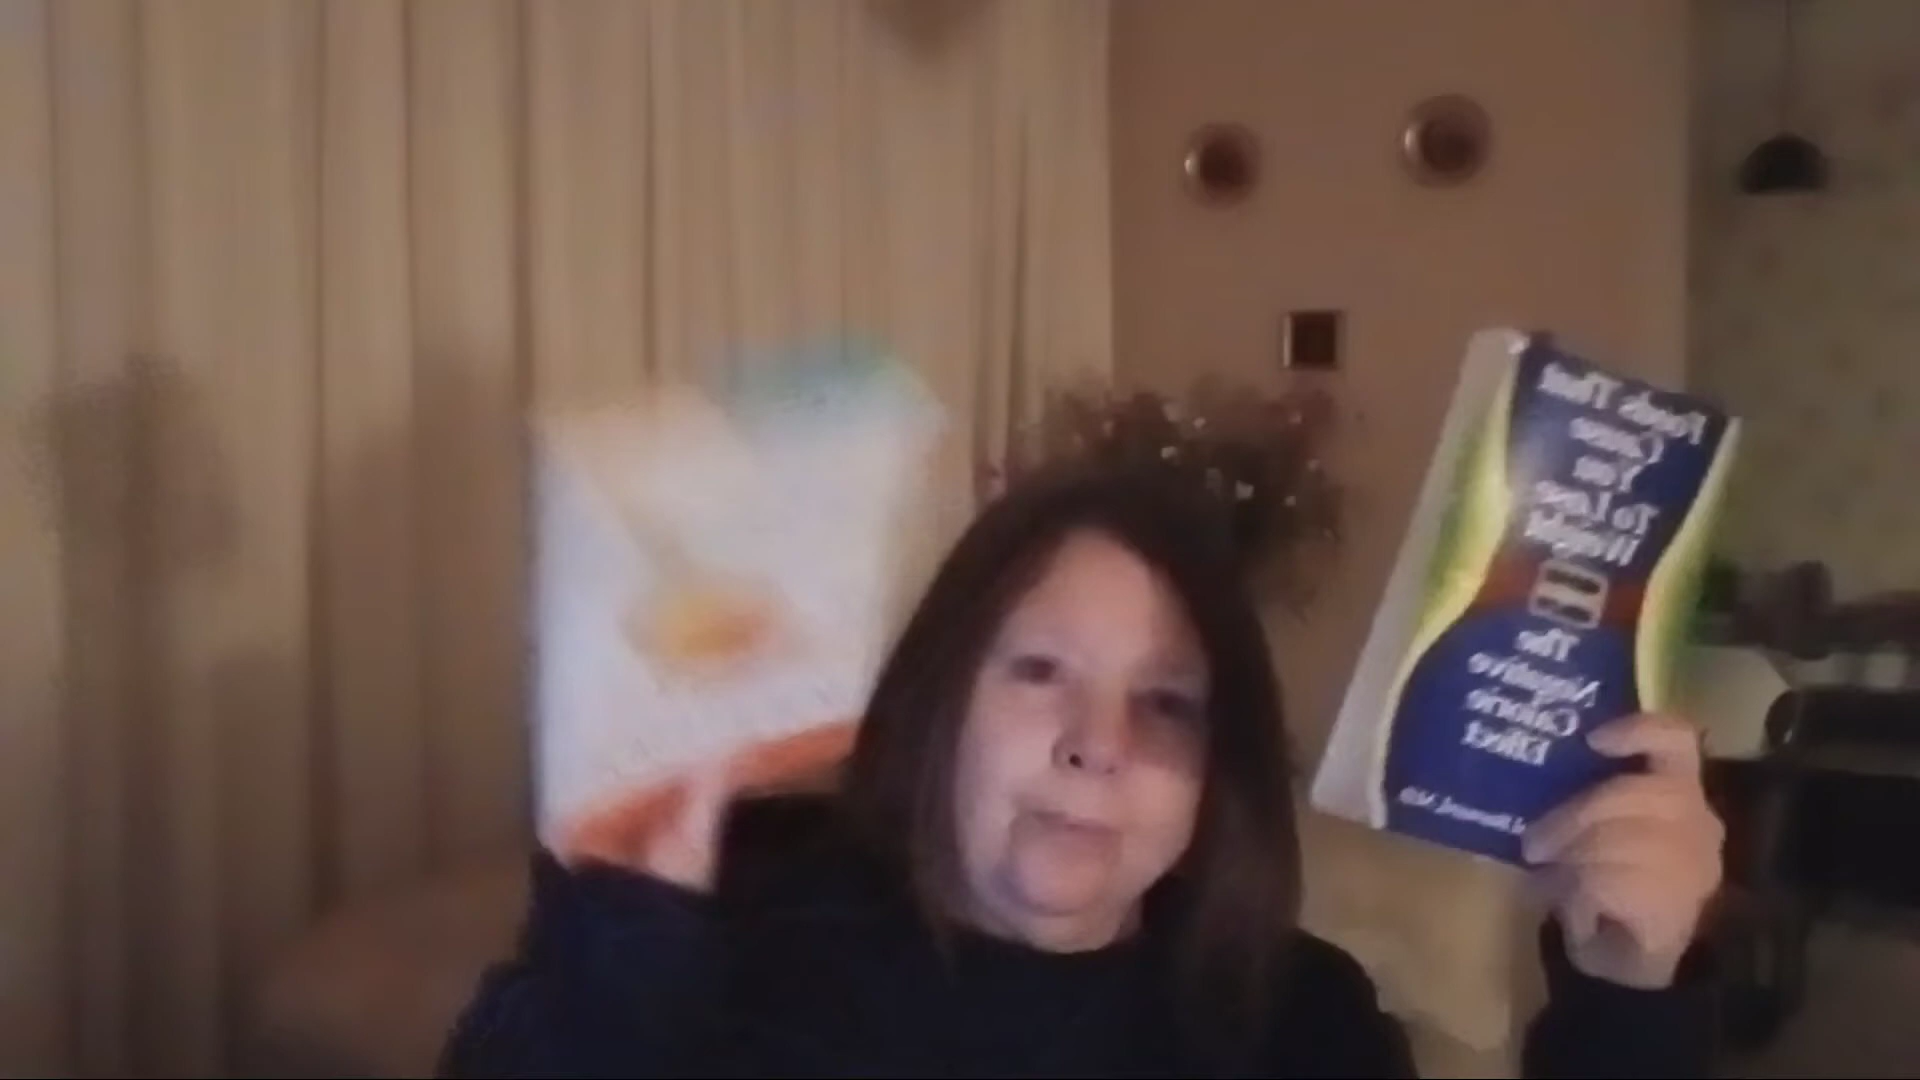 Foods That
Cause
You
To Lose
Weight
The
Negative
Calorie
Effect